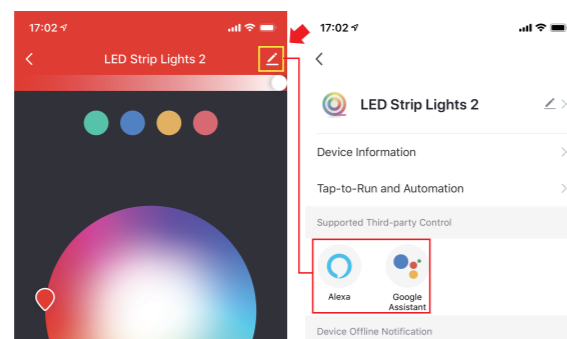 17:02
LED Strip Lights 2
17:02
LED Strip Lights 2
Device Information
Tap-to-Run and Automation
Supported Third-party Control
Alexa
Google
Assistant
Device Offline Notification